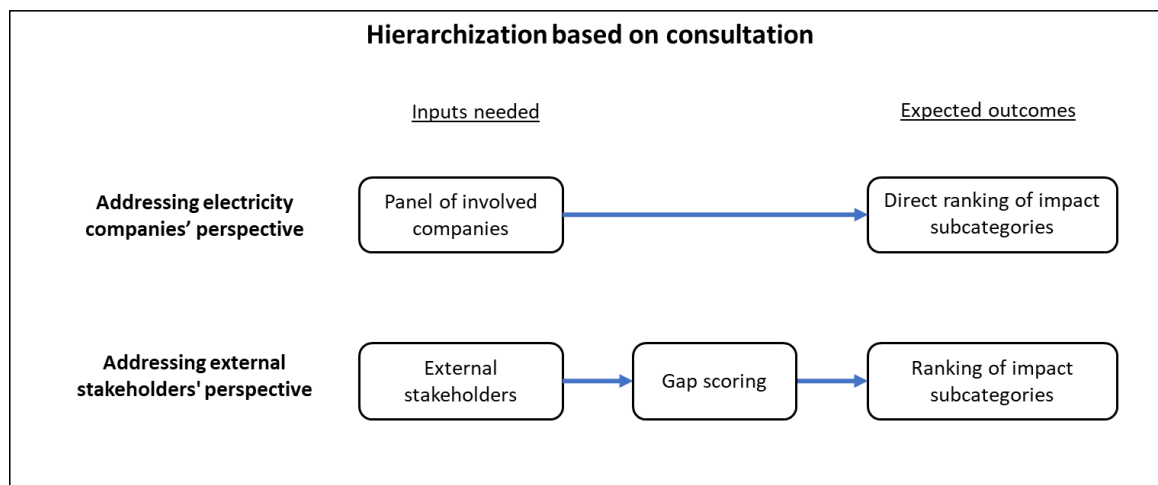 Hierarchization based on consultation
Inputs needed
Expected outcomes
Addressing electricity
companies’ perspective
Panel of involved
companies
Direct ranking of impact
subcategories
Addressing external
stakeholders' perspective
External
stakeholders
Gap scoring
Ranking of impact
subcategories